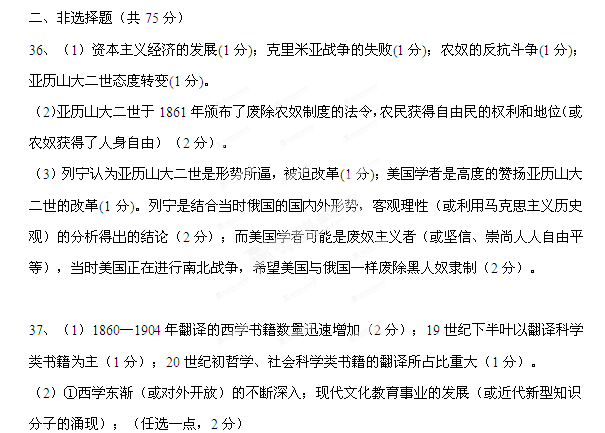 二、非选择题（共 75 分）
36、（1）资本主义经济的发展(1 分)；克里米亚战争的失败(1 分)；农奴的反抗斗争(1 分)；
亚历山大二世态度转变(1 分)。
（2）亚历山大二世于 1861 年颁布了废除农奴制度的法令，农民获得自由民的权利和地位（或
农奴获得了人身自由）（2 分）。
（3）列宁认为亚历山大二世是形势所逼，被迫改革(1 分)；美国学者是高度的赞扬亚历山大
二世的改革(1 分)。列宁是结合当时俄国的国内外形势，客观理性（或利用马克思主义历史
观）的分析得出的结论（2 分）；而美国学者可能是废奴主义者（或坚信、崇尚人人自由平
等），当时美国正在进行南北战争，希望美国与俄国一样废除黑人奴隶制（2 分）。
37、（1）1860—1904 年翻译的西学书籍数量迅速增加（2 分）；19 世纪下半叶以翻译科学
类书籍为主（1 分）；20 世纪初哲学、社会科学类书籍的翻译所占比重大（1 分）。
（2）①西学东渐（或对外开放）的不断深入；现代文化教育事业的发展（或近代新型知识
分子的涌现）；（任选一点，2 分）